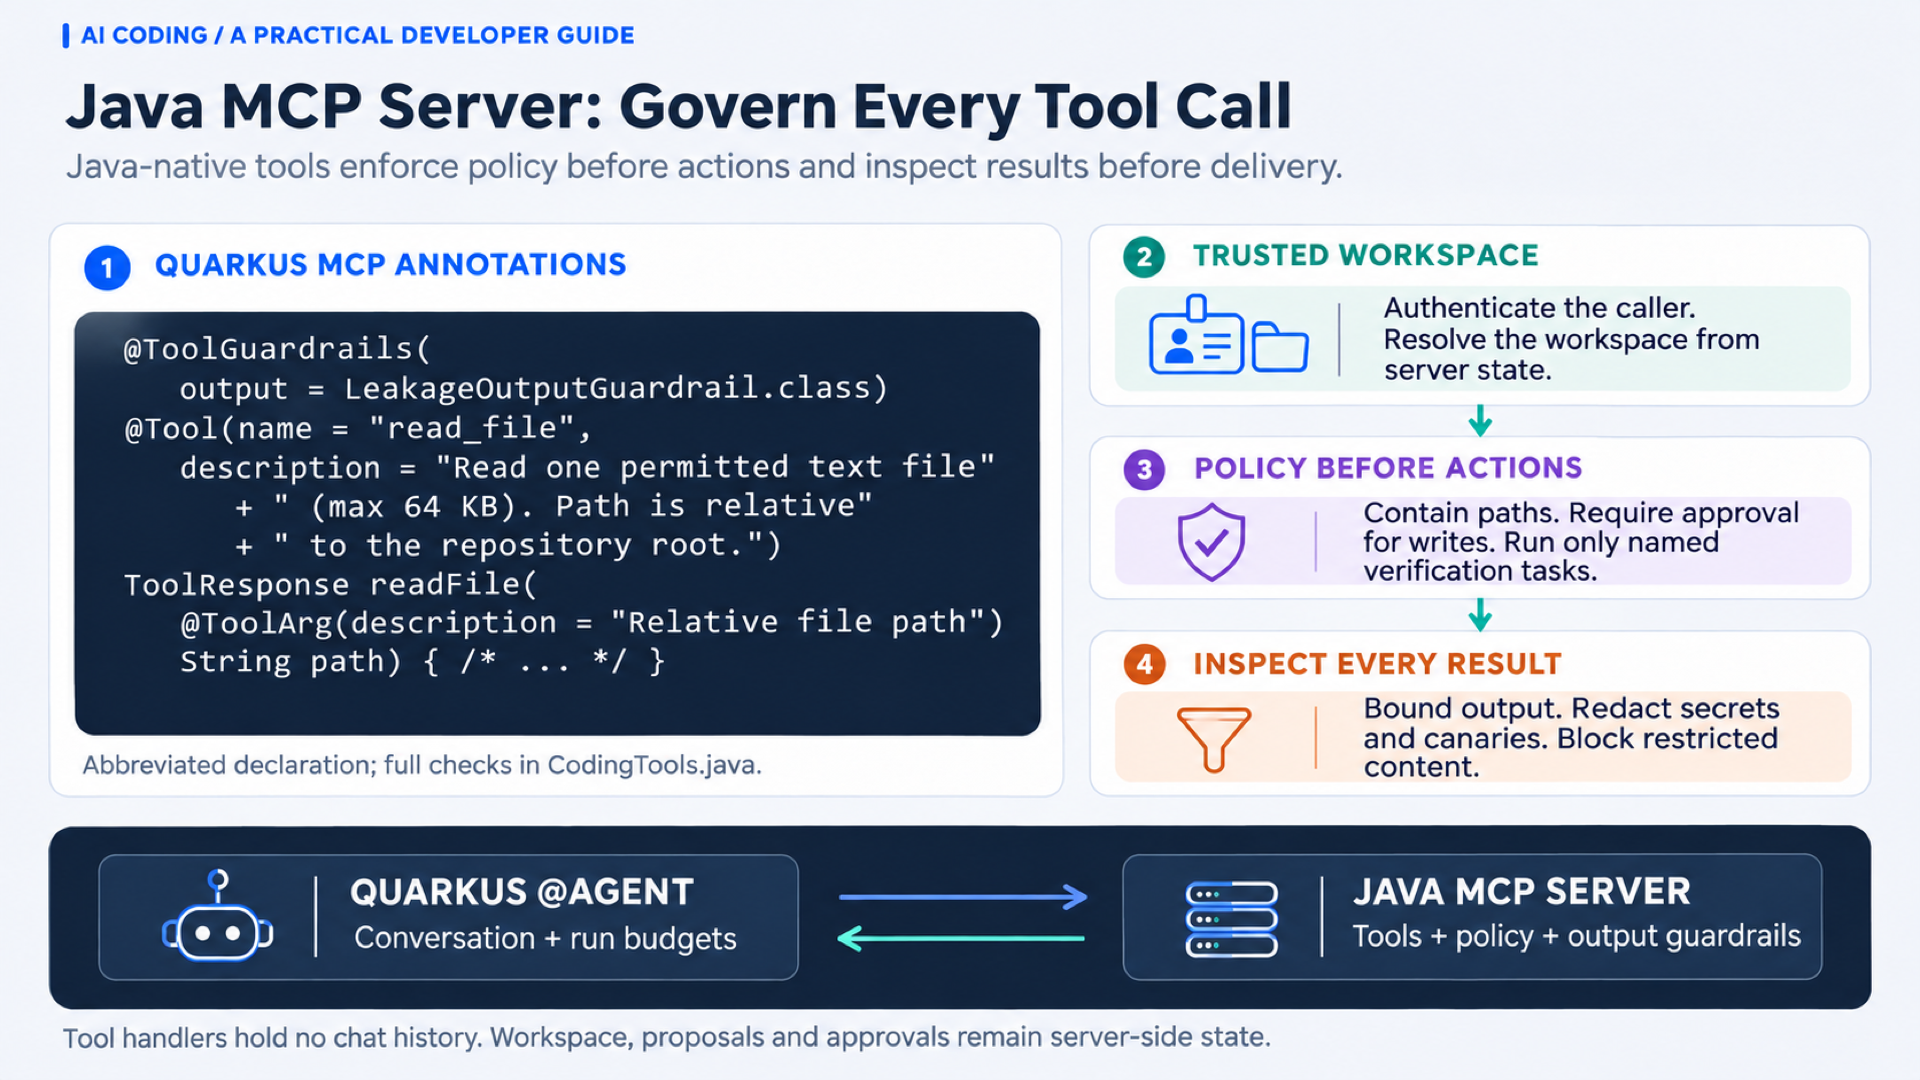 AI CODING / A PRACTICAL DEVELOPER GUIDE
Java MCP Server: Govern Every Tool Call
Java-native tools enforce policy before actions and inspect results before delivery.
1 QUARKUS MCP ANNOTATIONS
@ToolGuardrails(
output = LeakageOutputGuardrail.class)
@Tool(name = "read_file",
description = "Read one permitted text file"
+ " (max 64 KB). Path is relative"
+ " to the repository root.")
ToolResponse readFile(
@ToolArg(description = "Relative file path")
String path) { /* ... */ }
Abbreviated declaration; full checks in CodingTools.java.
2 TRUSTED WORKSPACE
Authenticate the caller.
Resolve the workspace from
server state.
3 POLICY BEFORE ACTIONS
Contain paths. Require approval
for writes. Run only named
verification tasks.
4 INSPECT EVERY RESULT
Bound output. Redact secrets
and canaries. Block restricted
content.
QUARKUS @AGENT
Conversation + run budgets
JAVA MCP SERVER
Tools + policy + output guardrails
Tool handlers hold no chat history. Workspace, proposals and approvals remain server-side state.